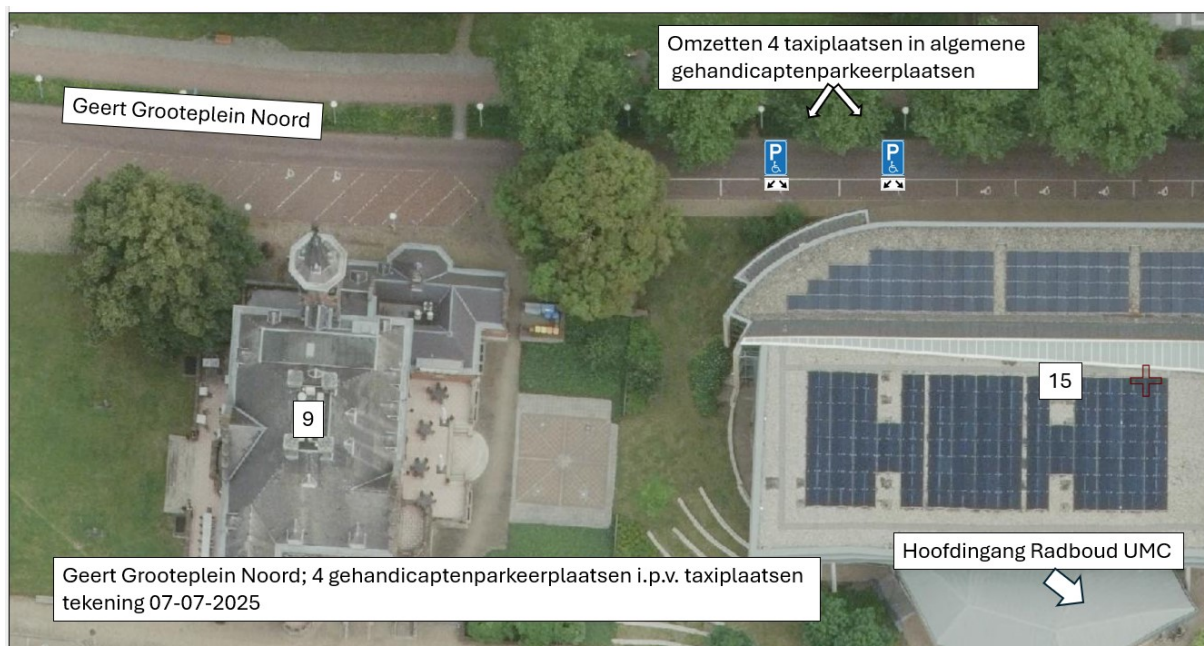 Omzetten 4 taxiplaatsen in algemene
gehandicaptenparkeerplaatsen
Geert Grooteplein Noord
P
P
15
9
Hoofdingang Radboud UMC
Geert Grooteplein Noord; 4 gehandicaptenparkeerplaatsen i.p.v. taxiplaatsen
tekening 07-07-2025